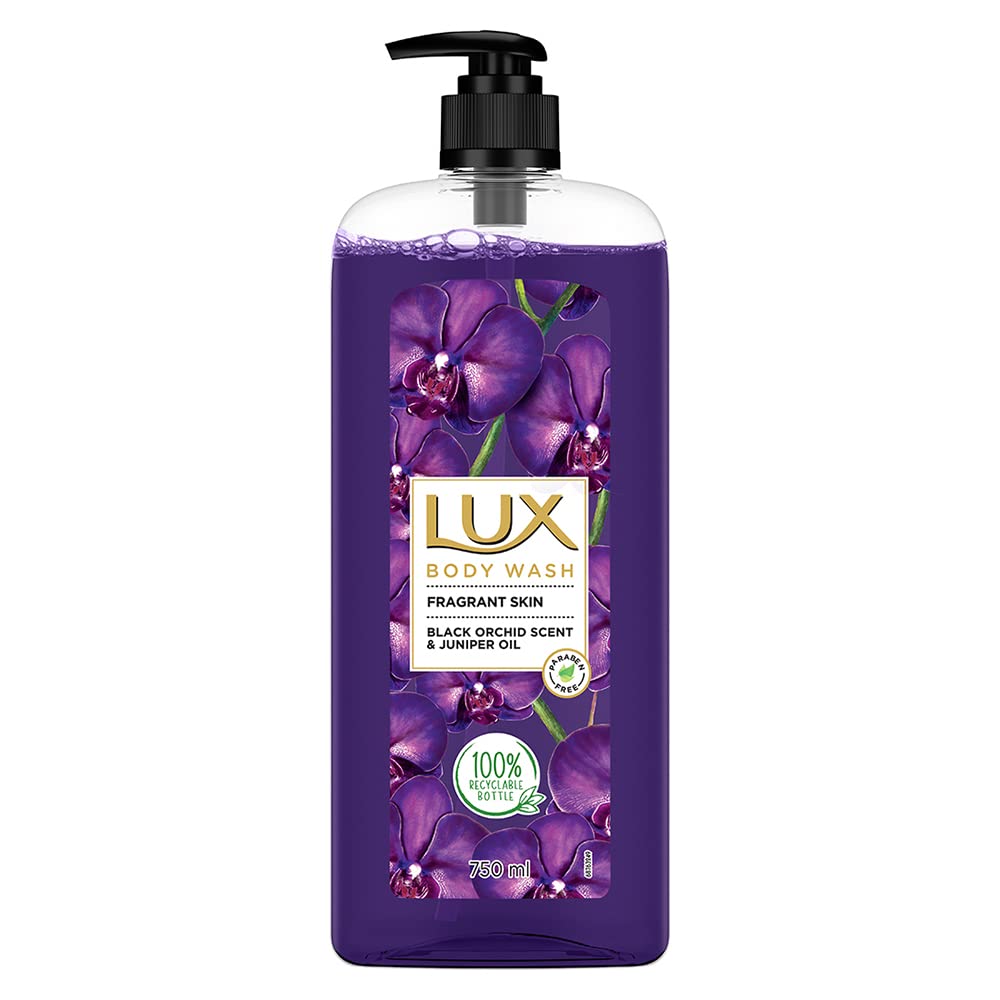 LUX
BODY WASH
FRAGRANT SKIN
BLACK ORCHID SCENT
& JUNIPER OIL
PARABEN
FREE
100%
RECYCLABLE
BOTTLE
750 ml